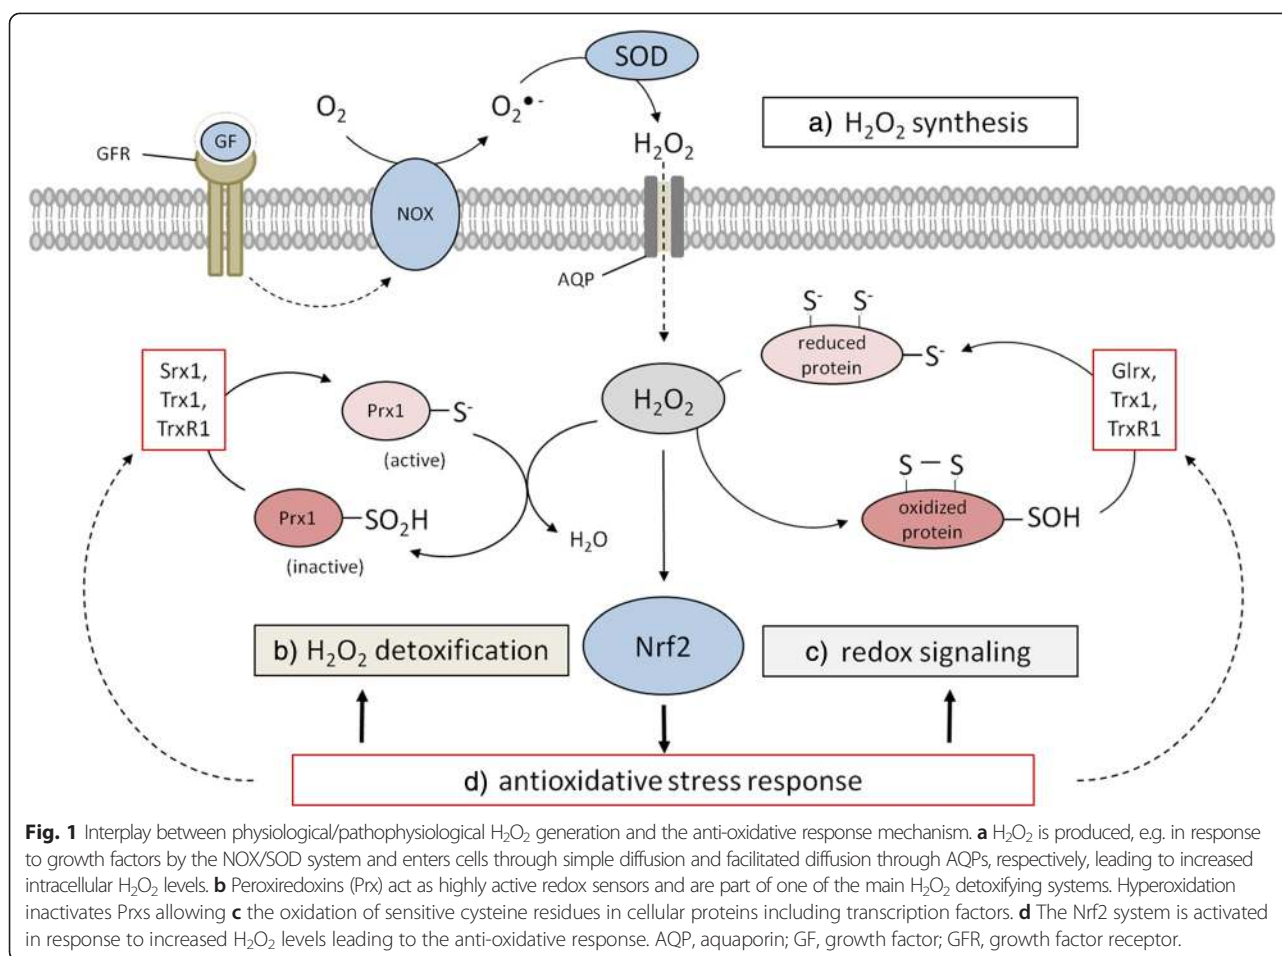 SOD
O₂
O₂•-
GF
GFR
H₂O₂
a) H₂O₂ synthesis
NOX
AQP
S- S-
reduced
protein
S-
Srx1,
Trx1,
TrxR1
Prx1
S-
(active)
H₂O₂
Glrx,
Trx1,
TrxR1
S – S
oxidized
protein
SOH
Prx1
SO₂H
(inactive)
H₂O
b) H₂O₂ detoxification
Nrf2
c) redox signaling
d) antioxidative stress response
Fig. 1 Interplay between physiological/pathophysiological H₂O₂ generation and the anti-oxidative response mechanism. a H₂O₂ is produced, e.g. in response
to growth factors by the NOX/SOD system and enters cells through simple diffusion and facilitated diffusion through AQPs, respectively, leading to increased
intracellular H₂O₂ levels. b Peroxiredoxins (Prx) act as highly active redox sensors and are part of one of the main H₂O₂ detoxifying systems. Hyperoxidation
inactivates Prxs allowing c the oxidation of sensitive cysteine residues in cellular proteins including transcription factors. d The Nrf2 system is activated
in response to increased H₂O₂ levels leading to the anti-oxidative response. AQP, aquaporin; GF, growth factor; GFR, growth factor receptor.